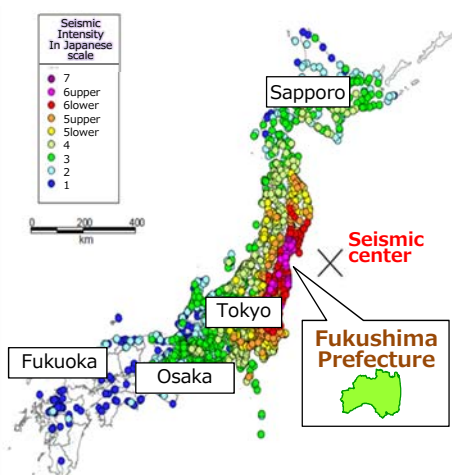 Seismic
Intensity
In Japanese
scale
7
6upper
6lower
5upper
5lower
4
3
2
1
0 200 400
km
Sapporo
Seismic
center
Tokyo
Fukushima
Prefecture
Fukuoka
Osaka